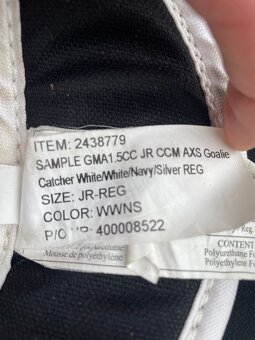 ITEM: 2438779
SAMPLE GMA1.5CC JR CCM AXS Goalie
Catcher White/White/Navy/Silver REG
SIZE: JR-REG
COLOR: WWNS
P/O 400008522
Mousse de polyéthylène
Reg.
CONTENT
Polyurethane Foam
Polyethylene Foam